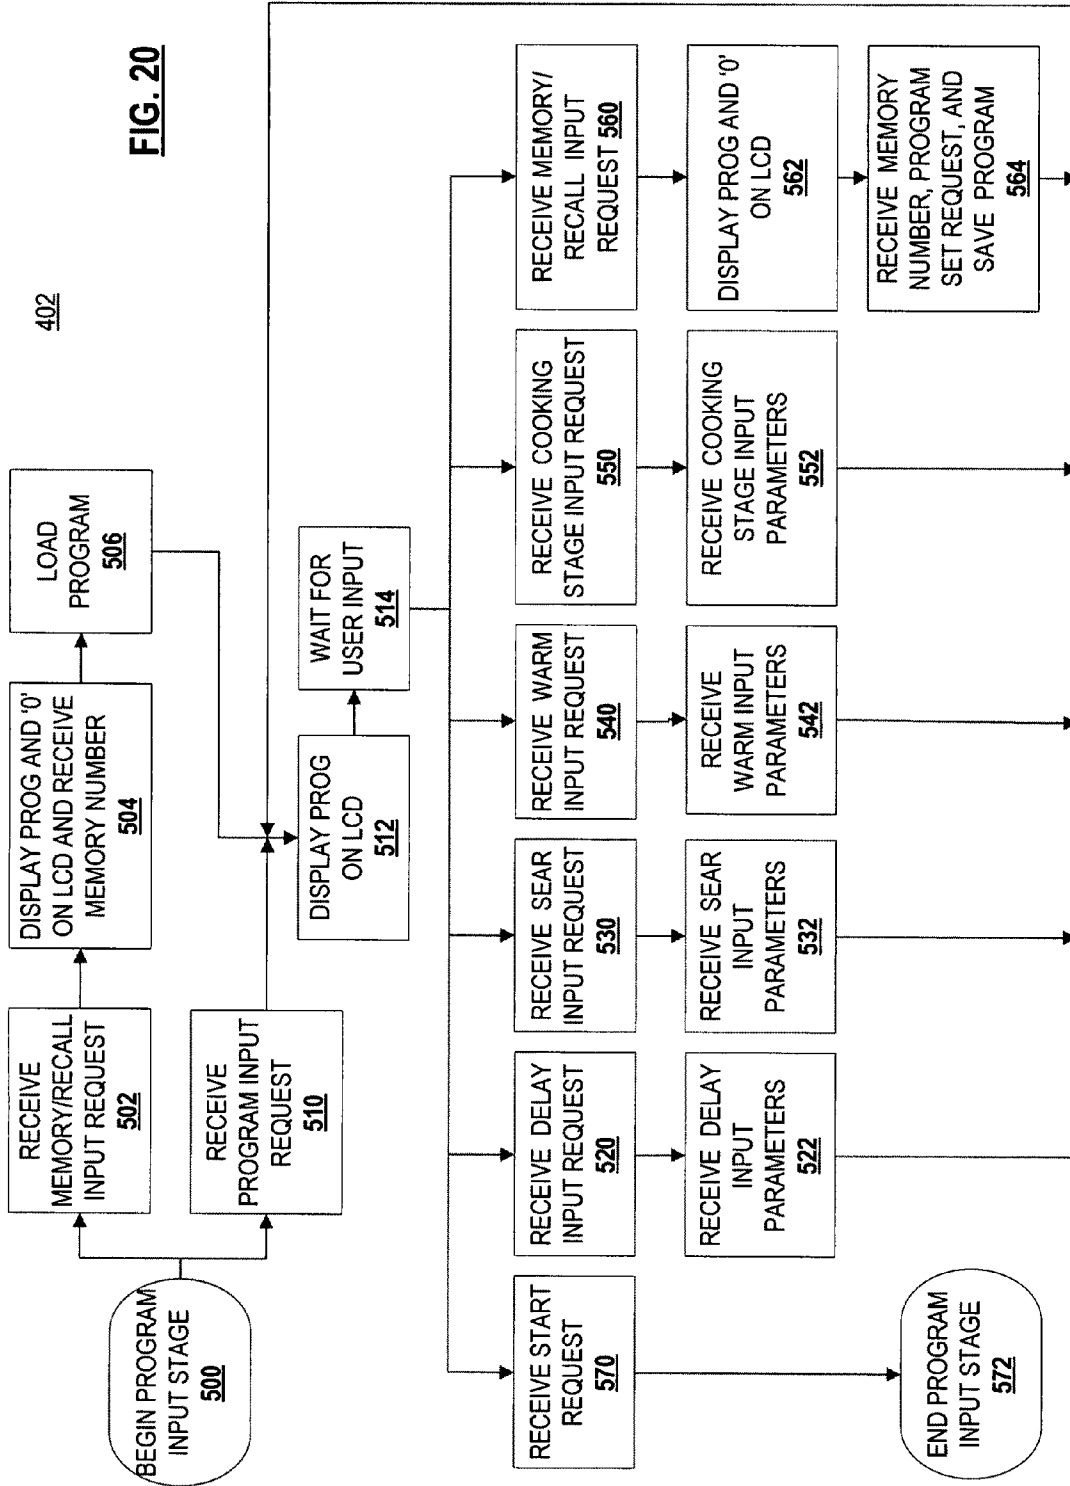 FIG. 20
402
BEGIN PROGRAM
INPUT STAGE
500
RECEIVE
MEMORY/RECALL
INPUT REQUEST
502
DISPLAY PROG AND '0'
ON LCD AND RECEIVE
MEMORY NUMBER
504
LOAD
PROGRAM
506
RECEIVE
PROGRAM INPUT
REQUEST
510
DISPLAY PROG
ON LCD
512
WAIT FOR
USER INPUT
514
RECEIVE START
REQUEST
570
RECEIVE DELAY
INPUT REQUEST
520
RECEIVE SEAR
INPUT REQUEST
530
RECEIVE WARM
INPUT REQUEST
540
RECEIVE COOKING
STAGE INPUT REQUEST
550
RECEIVE MEMORY/
RECALL INPUT
REQUEST 560
RECEIVE DELAY
INPUT
PARAMETERS
522
RECEIVE SEAR
INPUT
PARAMETERS
532
RECEIVE
WARM INPUT
PARAMETERS
542
RECEIVE COOKING
STAGE INPUT
PARAMETERS
552
DISPLAY PROG AND '0'
ON LCD
562
END PROGRAM
INPUT STAGE
572
RECEIVE MEMORY
NUMBER, PROGRAM
SET REQUEST, AND
SAVE PROGRAM
564